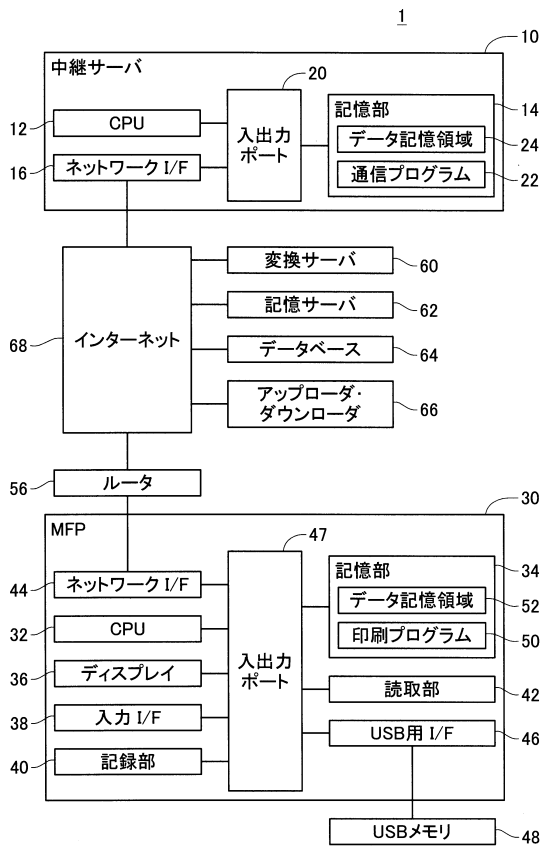 1
10
中継サーバ
20
12
CPU
16
ネットワーク I/F
入出力
ポート
記憶部
14
データ記憶領域
24
通信プログラム
22
68
インターネット
変換サーバ
60
記憶サーバ
62
データベース
64
アップローダ・
ダウンローダ
66
56
ルータ
30
MFP
47
44
ネットワーク I/F
32
CPU
36
ディスプレイ
38
入力 I/F
40
記録部
入出力
ポート
記憶部
34
データ記憶領域
52
印刷プログラム
50
読取部
42
USB用 I/F
46
USBメモリ
48